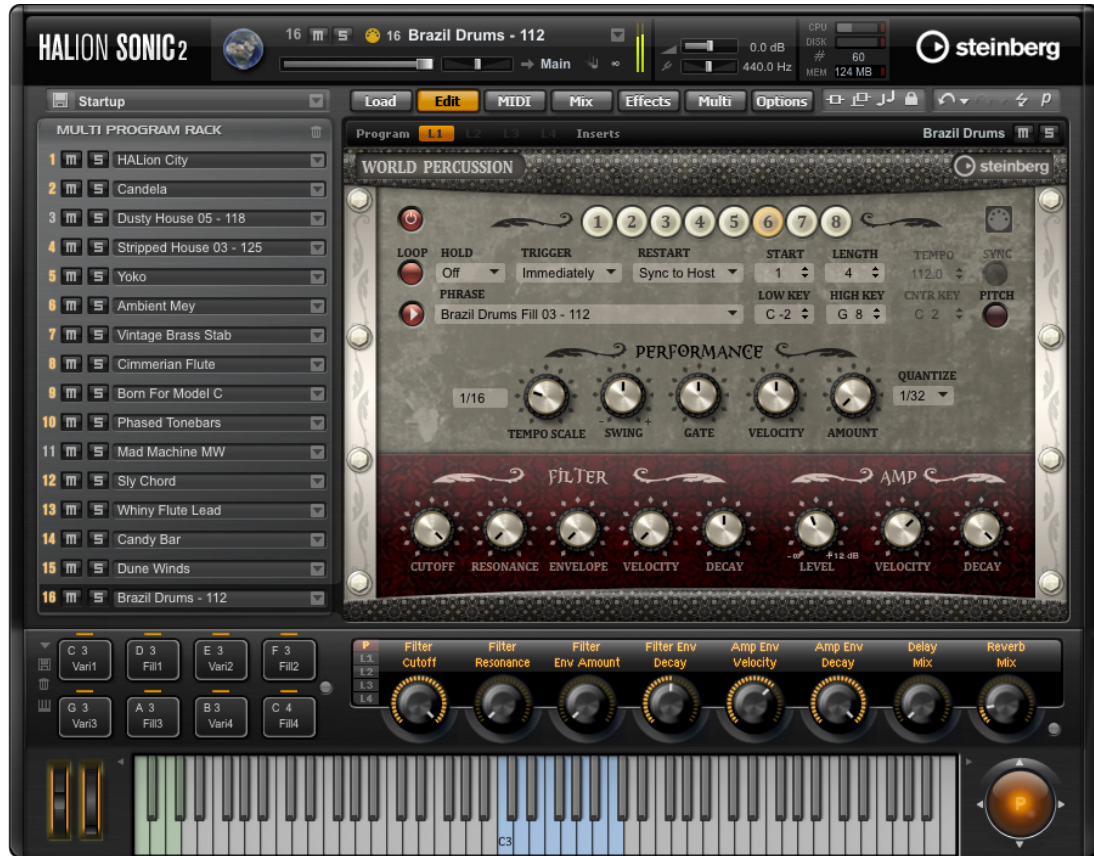 HALION SONIC 2
16 m S 16 Brazil Drums - 112
Main
0.0 dB
440.0 Hz
CPU
DISK
# 60
MEM 124 MB
steinberg
Startup
Load Edit MIDI Mix Effects Multi Options
MULTI PROGRAM RACK
Program L1 L2 L3 L4 Inserts Brazil Drums m S
1 m S HALion City
2 m S Candela
3 m S Dusty House 05 - 118
4 m S Stripped House 03 - 125
5 m S Yoko
6 m S Ambient Mey
7 m S Vintage Brass Stab
8 m S Cimmerian Flute
9 m S Born For Model C
10 m S Phased Tonebars
11 m S Mad Machine MW
12 m S Sly Chord
13 m S Whiny Flute Lead
14 m S Candy Bar
15 m S Dune Winds
16 m S Brazil Drums - 112
WORLD PERCUSSION steinberg
1 2 3 4 5 6 7 8
LOOP HOLD TRIGGER RESTART START LENGTH TEMPO SYNC
Off Immediately Sync to Host 1 4 112.0
PHRASE LOW KEY HIGH KEY CNTR KEY PITCH
Brazil Drums Fill 03 - 112 C -2 G 8 C 2
PERFORMANCE
QUANTIZE
1/16 1/32
- +
TEMPO SCALE SWING GATE VELOCITY AMOUNT
FILTER AMP
-∞ +12 dB
CUTOFF RESONANCE ENVELOPE VELOCITY DECAY LEVEL VELOCITY DECAY
C 3 D 3 E 3 F 3
Vari1 Fill1 Vari2 Fill2
G 3 A 3 B 3 C 4
Vari3 Fill3 Vari4 Fill4
P
L1
L2
L3
L4
Filter Filter Filter Filter Env Amp Env Amp Env Delay Reverb
Cutoff Resonance Env Amount Decay Velocity Decay Mix Mix
C3
P